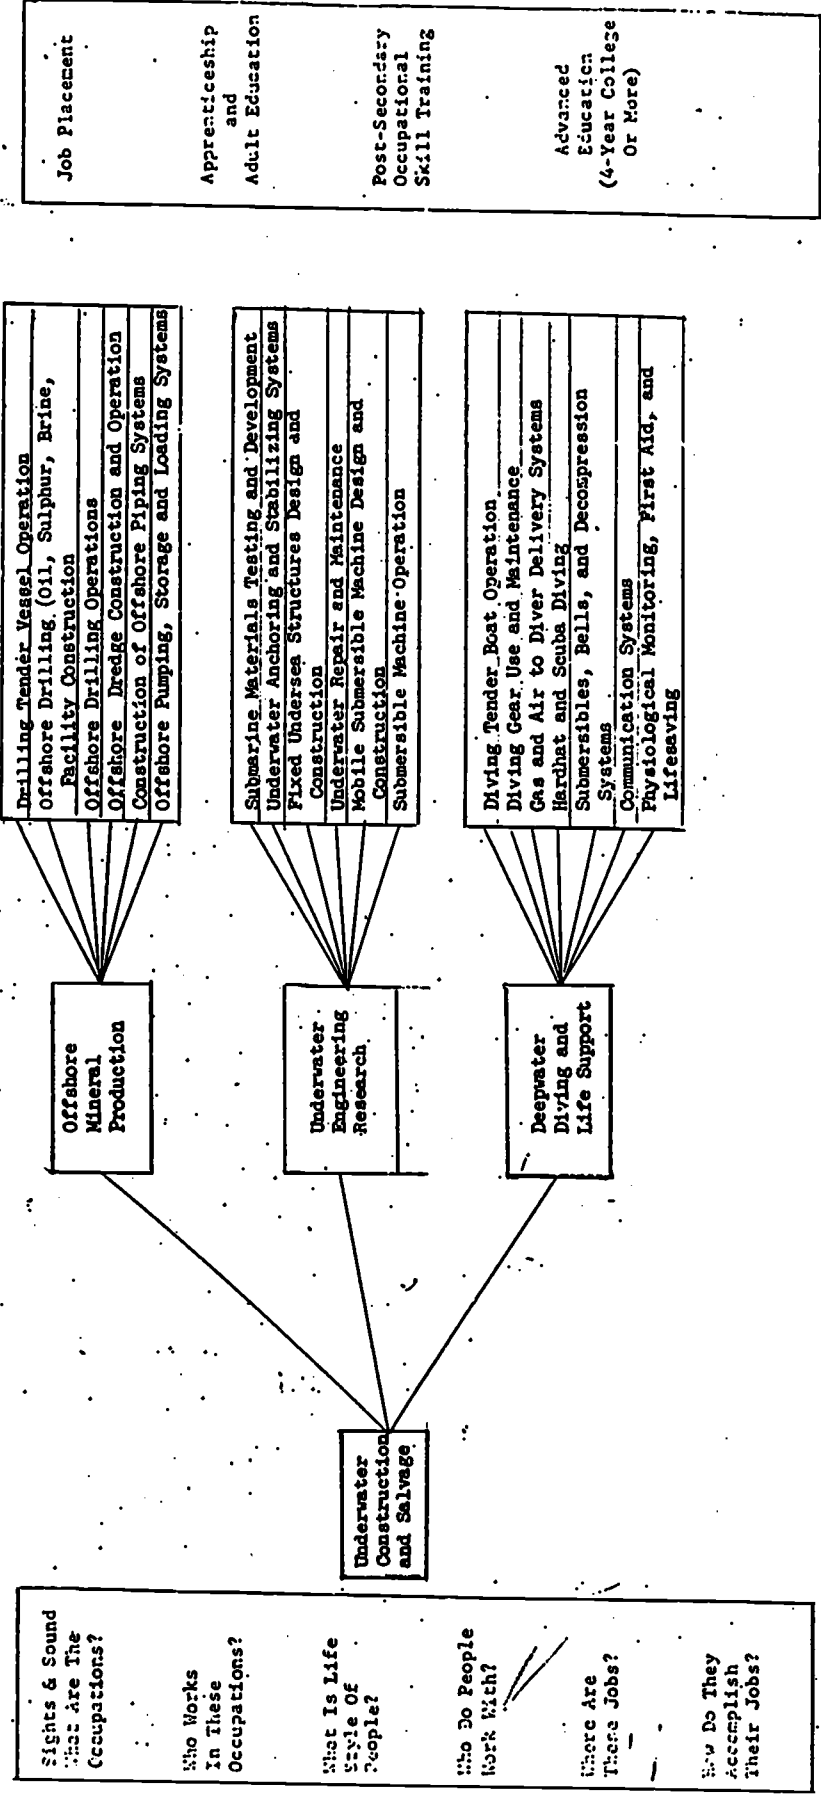 Sights & Sound
What Are The
Occupations?
Who Works
In These
Occupations?
What Is Life
Style Of
People?
Who Do People
Work With?
Where Are
These Jobs?
How Do They
Accomplish
Their Jobs?
Underwater
Construction
and Salvage
Offshore
Mineral
Production
Underwater
Engineering
Research
Deepwater
Diving and
Life Support
Drilling Tender Vessel Operation
Offshore Drilling (Oil, Sulphur, Brine,
Facility Construction
Offshore Drilling Operations
Offshore Dredge Construction and Operation
Construction of Offshore Piping Systems
Offshore Pumping, Storage and Loading Systems
Submarine Materials Testing and Development
Underwater Anchoring and Stabilizing Systems
Fixed Undersea Structures Design and
Construction
Underwater Repair and Maintenance
Mobile Submersible Machine Design and
Construction
Submersible Machine Operation
Diving Tender Boat Operation
Diving Gear Use and Maintenance
Gas and Air to Diver Delivery Systems
Hardhat and Scuba Diving
Submersibles, Bells, and Decompression
Systems
Communication Systems
Physiological Monitoring, First Aid, and
Lifesaving
Job Placement
Apprenticeship
and
Adult Education
Post-Secondary
Occupational
Skill Training
Advanced
Education
(4-Year College
Or More)